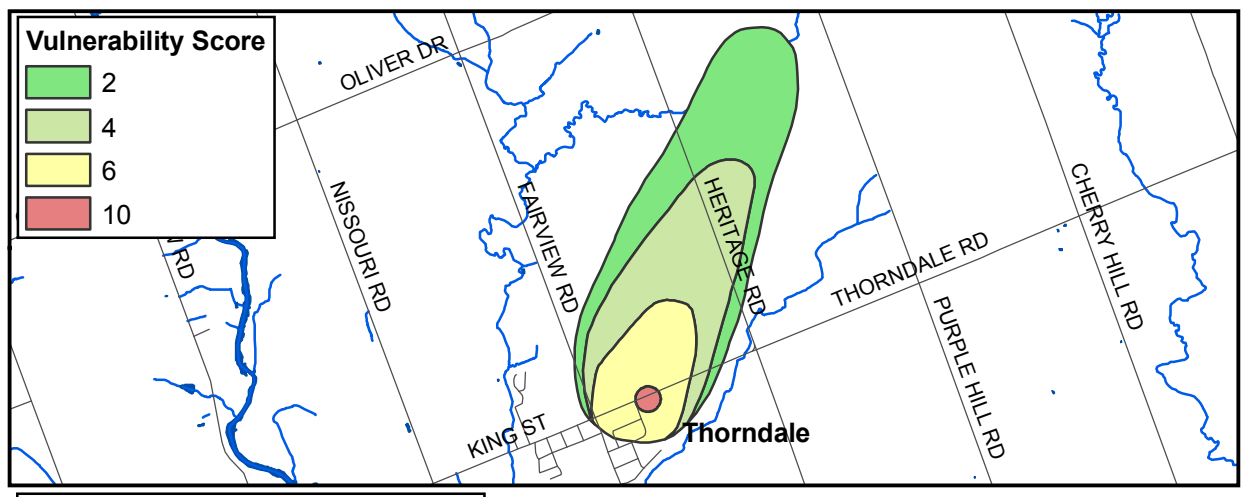 Vulnerability Score
2
4
6
10
OLIVER DR
NISSOURI RD
FAIRVIEW RD
HERITAGE RD
CHERRY HILL RD
THORNDALE RD
PURPLE HILL RD
RD
KING ST
Thorndale